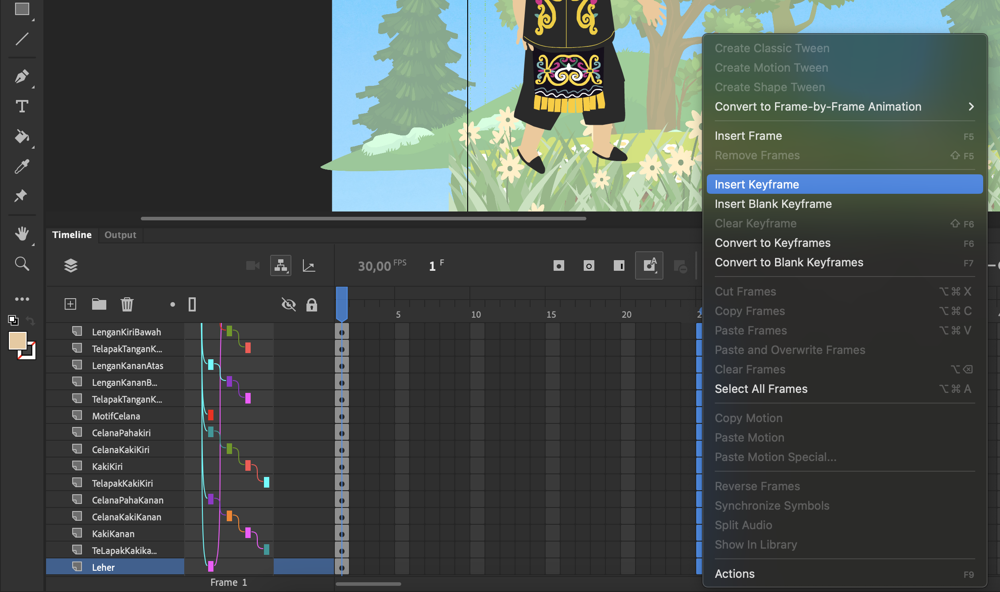 Create Classic Tween
Create Motion Tween
Create Shape Tween
Convert to Frame-by-Frame Animation
Insert Frame F5
Remove Frames ⇧ F5
Insert Keyframe
Insert Blank Keyframe
Clear Keyframe ⇧ F6
Convert to Keyframes F6
Convert to Blank Keyframes F7
Cut Frames ⌥⌘ X
Copy Frames ⌥⌘ C
Paste Frames ⌥⌘ V
Paste and Overwrite Frames
Clear Frames ⌥⌫
Select All Frames ⌥⌘ A
Copy Motion
Paste Motion
Paste Motion Special...
Reverse Frames
Synchronize Symbols
Split Audio
Show In Library
Actions F9
Timeline Output
30,00 FPS 1 F
5 10 15 20
LenganKiriBawah
TelapakTanganK...
LenganKananAtas
LenganKananB...
TelapakTanganK...
MotifCelana
CelanaPahakiri
CelanaKakiKiri
KakiKiri
TelapakKakiKiri
CelanaPahaKanan
CelanaKakiKanan
KakiKanan
TeLapakKakika...
Leher
Frame 1